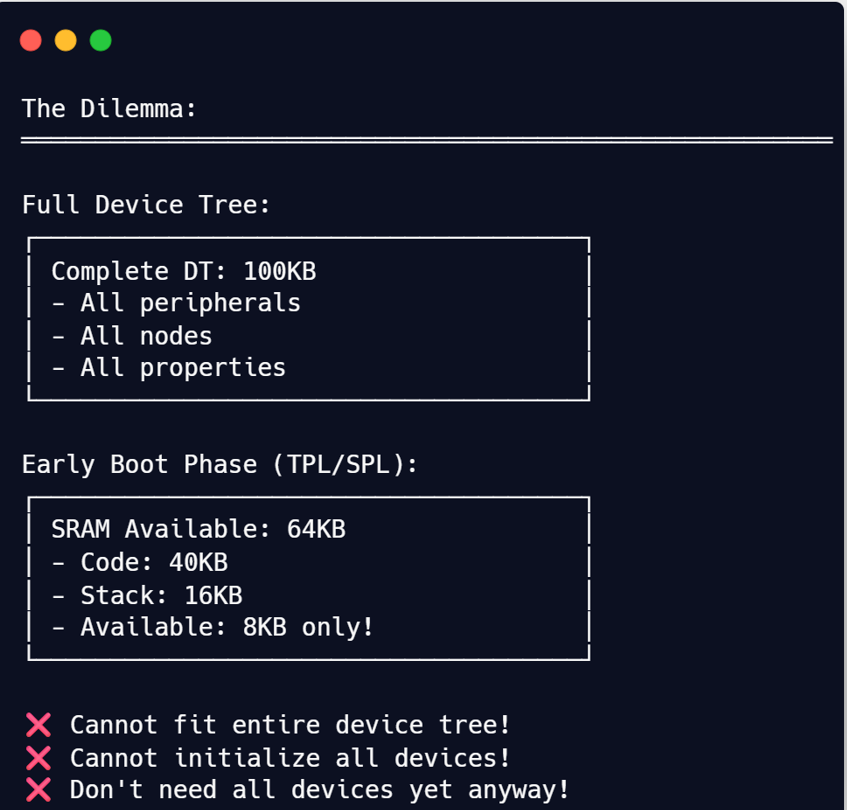 The Dilemma:
Full Device Tree:
Complete DT: 100KB
- All peripherals
- All nodes
- All properties
Early Boot Phase (TPL/SPL):
SRAM Available: 64KB
- Code: 40KB
- Stack: 16KB
- Available: 8KB only!
❌ Cannot fit entire device tree!
❌ Cannot initialize all devices!
❌ Don't need all devices yet anyway!